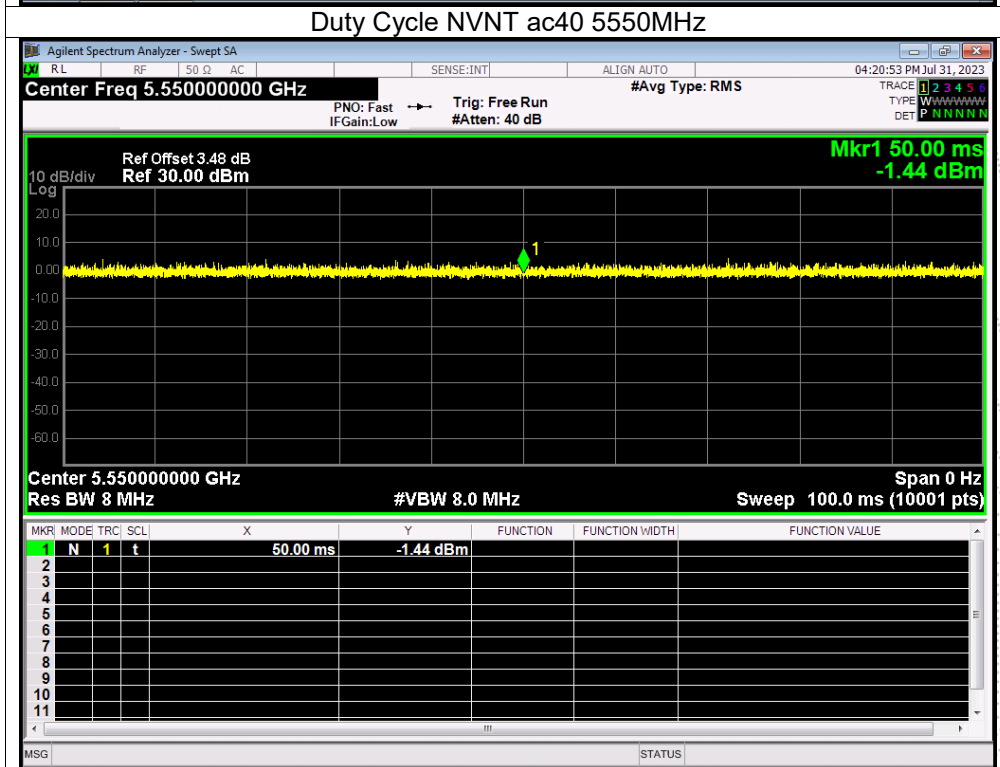 Duty Cycle NVNT ac40 5550MHz
Agilent Spectrum Analyzer - Swept SA
LXI RL RF 50 Ω AC SENSE:INT ALIGN AUTO 04:20:53 PM Jul 31, 2023
Center Freq 5.550000000 GHz #Avg Type: RMS TRACE 1 2 3 4 5 6
PNO: Fast Trig: Free Run TYPE WWWWWW
IFGain:Low #Atten: 40 dB DET P N N N N N
Mkr1 50.00 ms
Ref Offset 3.48 dB
-1.44 dBm
10 dB/div Ref 30.00 dBm
Log
20.0
10.0
1
0.00
-10.0
-20.0
-30.0
-40.0
-50.0
-60.0
Center 5.550000000 GHz Span 0 Hz
Res BW 8 MHz #VBW 8.0 MHz Sweep 100.0 ms (10001 pts)
MKR MODE TRC SCL X Y FUNCTION FUNCTION WIDTH FUNCTION VALUE
1 N 1 t 50.00 ms -1.44 dBm
2
3
4
5
6
7
8
9
10
11
MSG STATUS